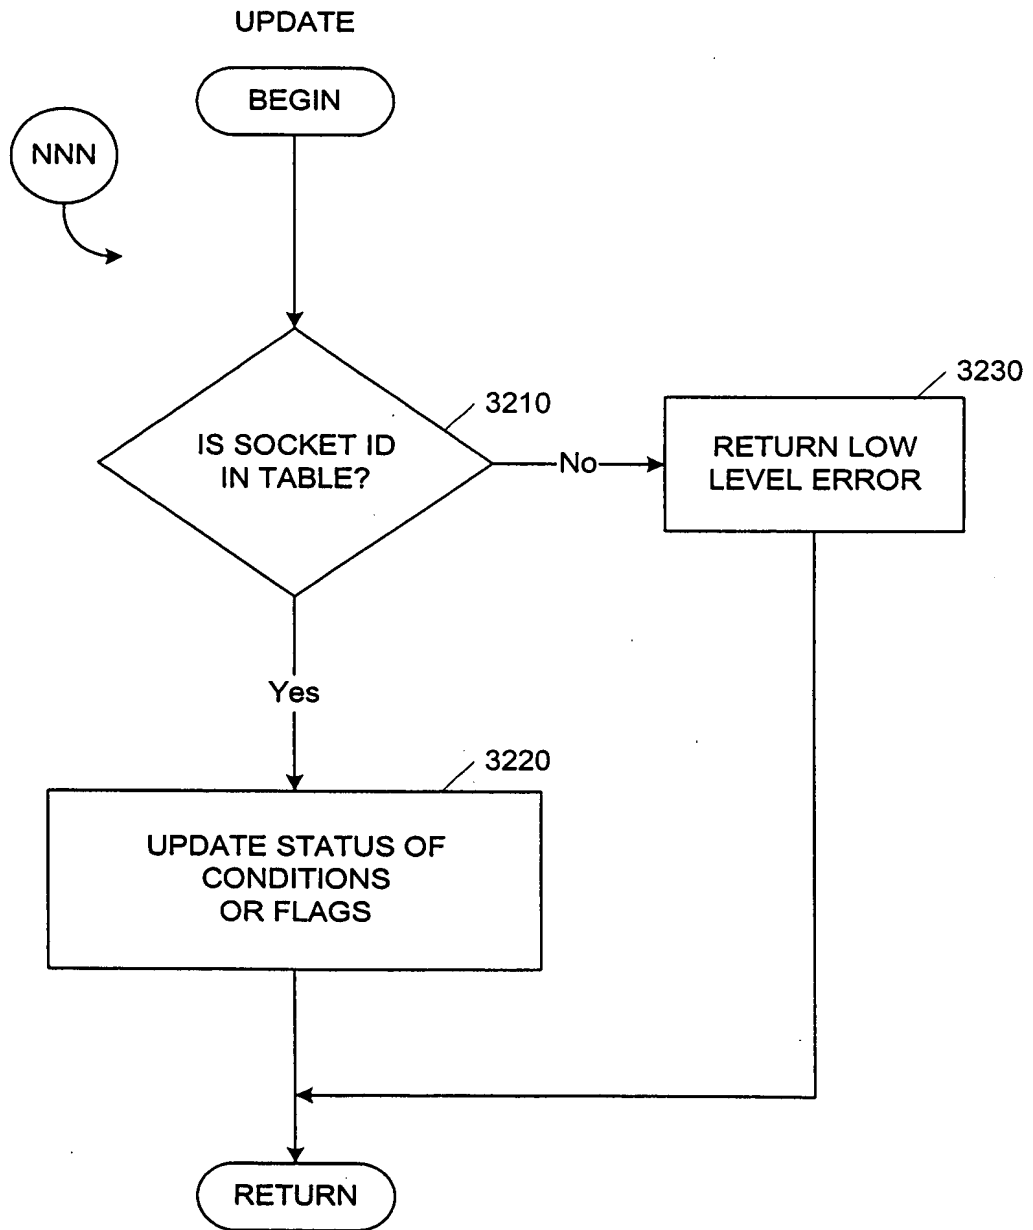 UPDATE
BEGIN
NNN
3210
IS SOCKET ID
IN TABLE?
No
3230
RETURN LOW
LEVEL ERROR
Yes
3220
UPDATE STATUS OF
CONDITIONS
OR FLAGS
RETURN